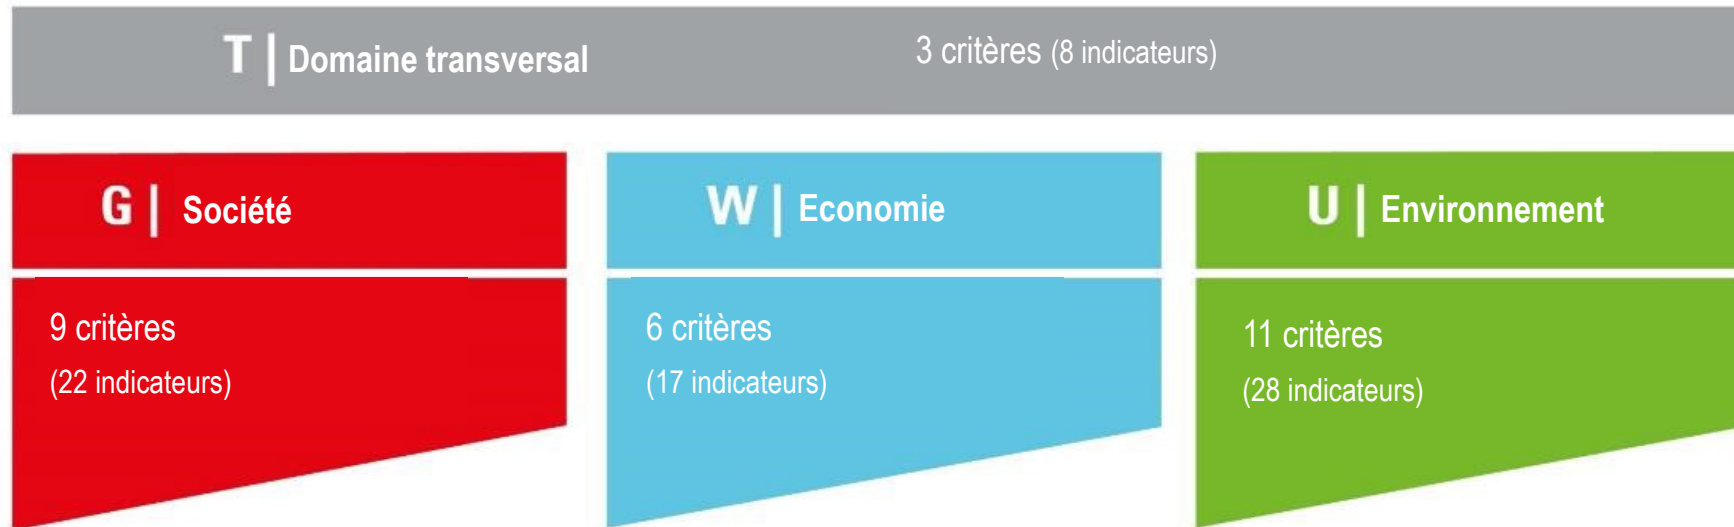 T | Domaine transversal 3 critères (8 indicateurs)
G | Société
W | Economie
U | Environnement
9 critères
(22 indicateurs)
6 critères
(17 indicateurs)
11 critères
(28 indicateurs)